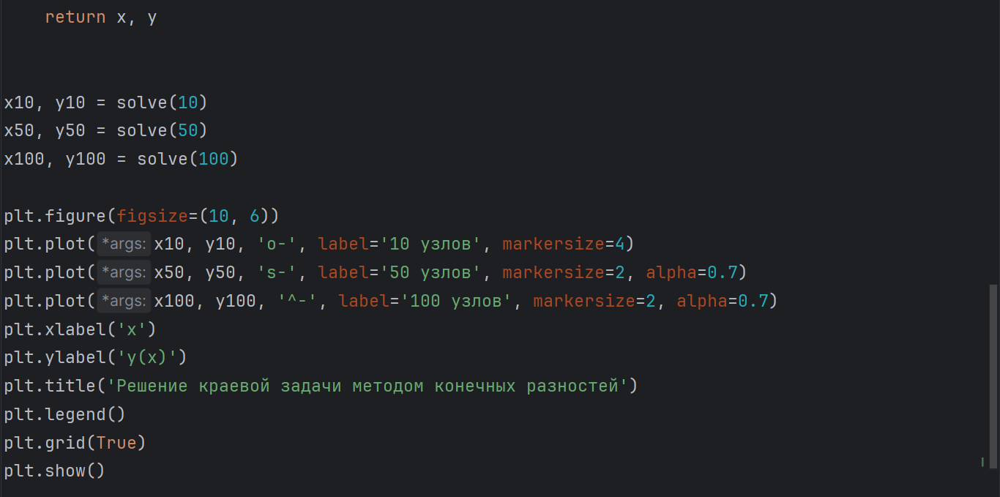 return x, y
x10, y10 = solve(10)
x50, y50 = solve(50)
x100, y100 = solve(100)
plt.figure(figsize=(10, 6))
plt.plot(*args: x10, y10, 'o-', label='10 узлов', markersize=4)
plt.plot(*args: x50, y50, 's-', label='50 узлов', markersize=2, alpha=0.7)
plt.plot(*args: x100, y100, '^-', label='100 узлов', markersize=2, alpha=0.7)
plt.xlabel('x')
plt.ylabel('y(x)')
plt.title('Решение краевой задачи методом конечных разностей')
plt.legend()
plt.grid(True)
plt.show()